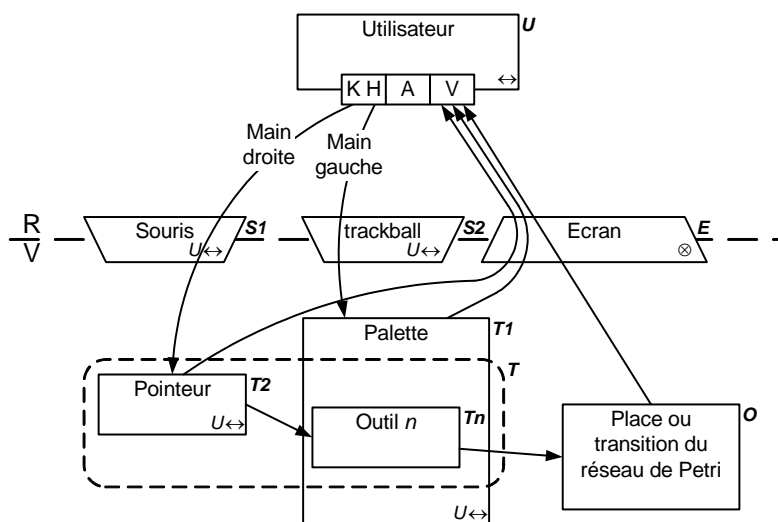 Utilisateur U
↔
K H A V
Main
droite
Main
gauche
R
V
Souris S1
U↔
trackball S2
U↔
Ecran E
⊗
Palette T1
T
Pointeur T2
U↔
Outil n Tn
Place ou
transition du
réseau de Petri
O
U↔